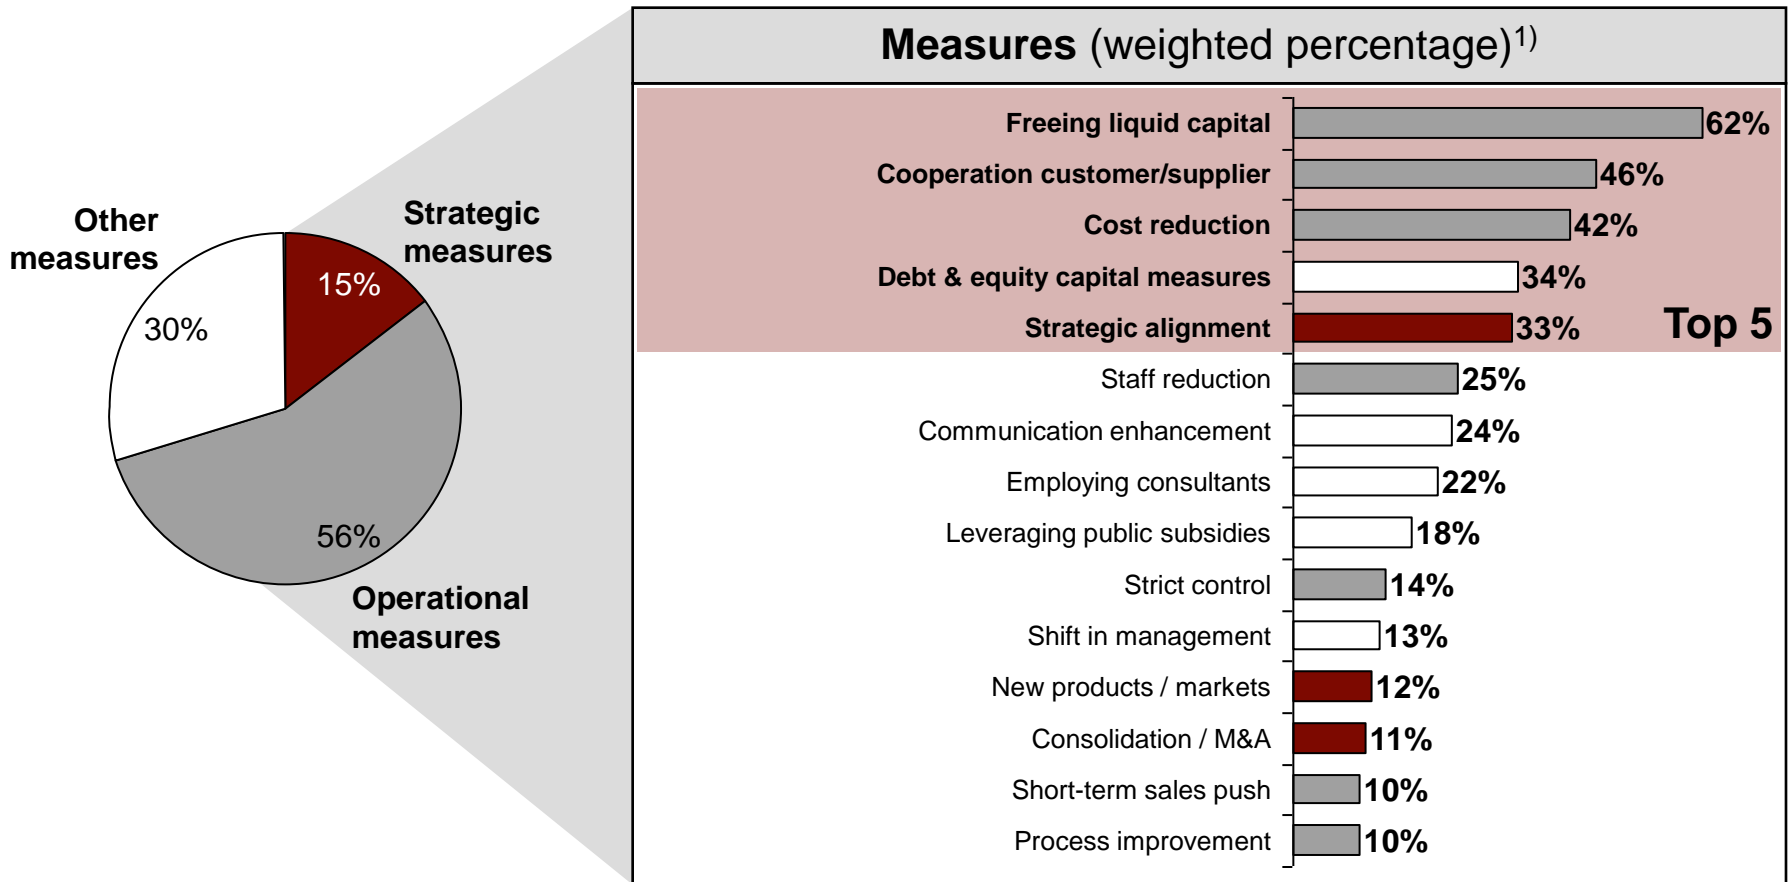 Measures (weighted percentage)1)
Other
measures
30%
Strategic
measures
15%
56%
Operational
measures
Freeing liquid capital 62%
Cooperation customer/supplier 46%
Cost reduction 42%
Debt & equity capital measures 34%
Strategic alignment 33%
Top 5
Staff reduction 25%
Communication enhancement 24%
Employing consultants 22%
Leveraging public subsidies 18%
Strict control 14%
Shift in management 13%
New products / markets 12%
Consolidation / M&A 11%
Short-term sales push 10%
Process improvement 10%